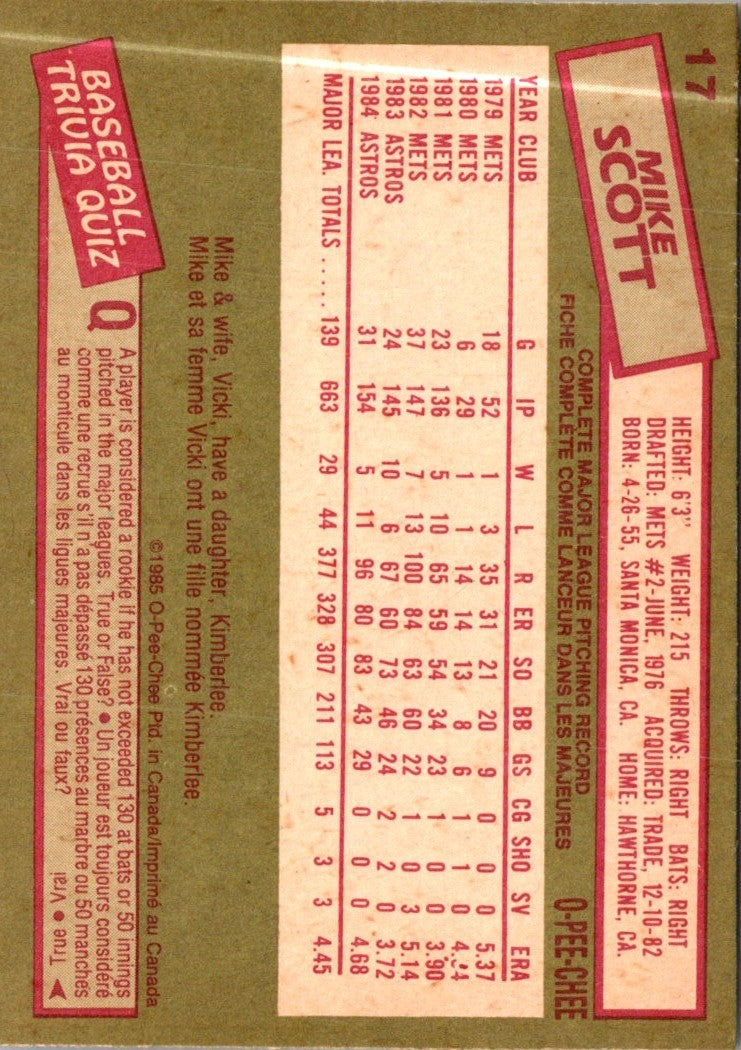 17
MIKE
SCOTT
HEIGHT: 6'3" WEIGHT: 215 THROWS: RIGHT BATS: RIGHT
DRAFTED: METS #2-JUNE, 1976 ACQUIRED: TRADE, 12-10-82
BORN: 4-26-55, SANTA MONICA, CA. HOME: HAWTHORNE, CA.
COMPLETE MAJOR LEAGUE PITCHING RECORD
FICHE COMPLÈTE COMME LANCEUR DANS LES MAJEURES
O-PEE-CHEE
YEAR CLUB G IP W L R ER SO BB GS CG SHO SV ERA
1979 METS 18 52 1 3 35 31 21 20 9 0 0 0 5.37
1980 METS 6 29 1 1 14 14 13 8 6 1 1 0
1981 METS 23 136 5 10 65 59 54 34 23 1 0 0 3.90
1982 METS 37 147 7 13 100 84 63 60 22 1 0 3 5.14
1983 ASTROS 24 145 10 6 67 60 73 46 24 2 2 0 3.72
1984 ASTROS 31 154 5 11 96 80 83 43 29 0 0 0 4.68
MAJOR LEA. TOTALS ...... 139 663 29 44 377 328 307 211 113 5 3 3 4.45
Mike & wife, Vicki, have a daughter, Kimberlee.
Mike et sa femme Vicki ont une fille nommée Kimberlee.
©1985 O-Pee-Chee Ptd. in Canada/Imprimé au Canada
BASEBALL
TRIVIA QUIZ
Q
A player is considered a rookie if he has not exceeded 130 at bats or 50 innings
pitched in the major leagues. True or False? ● Un joueur est toujours considéré
comme une recrue s'il n'a pas dépassé 130 présences au marbre ou 50 manches
au monticule dans les ligues majeures. Vrai ou faux?
True ● Vrai